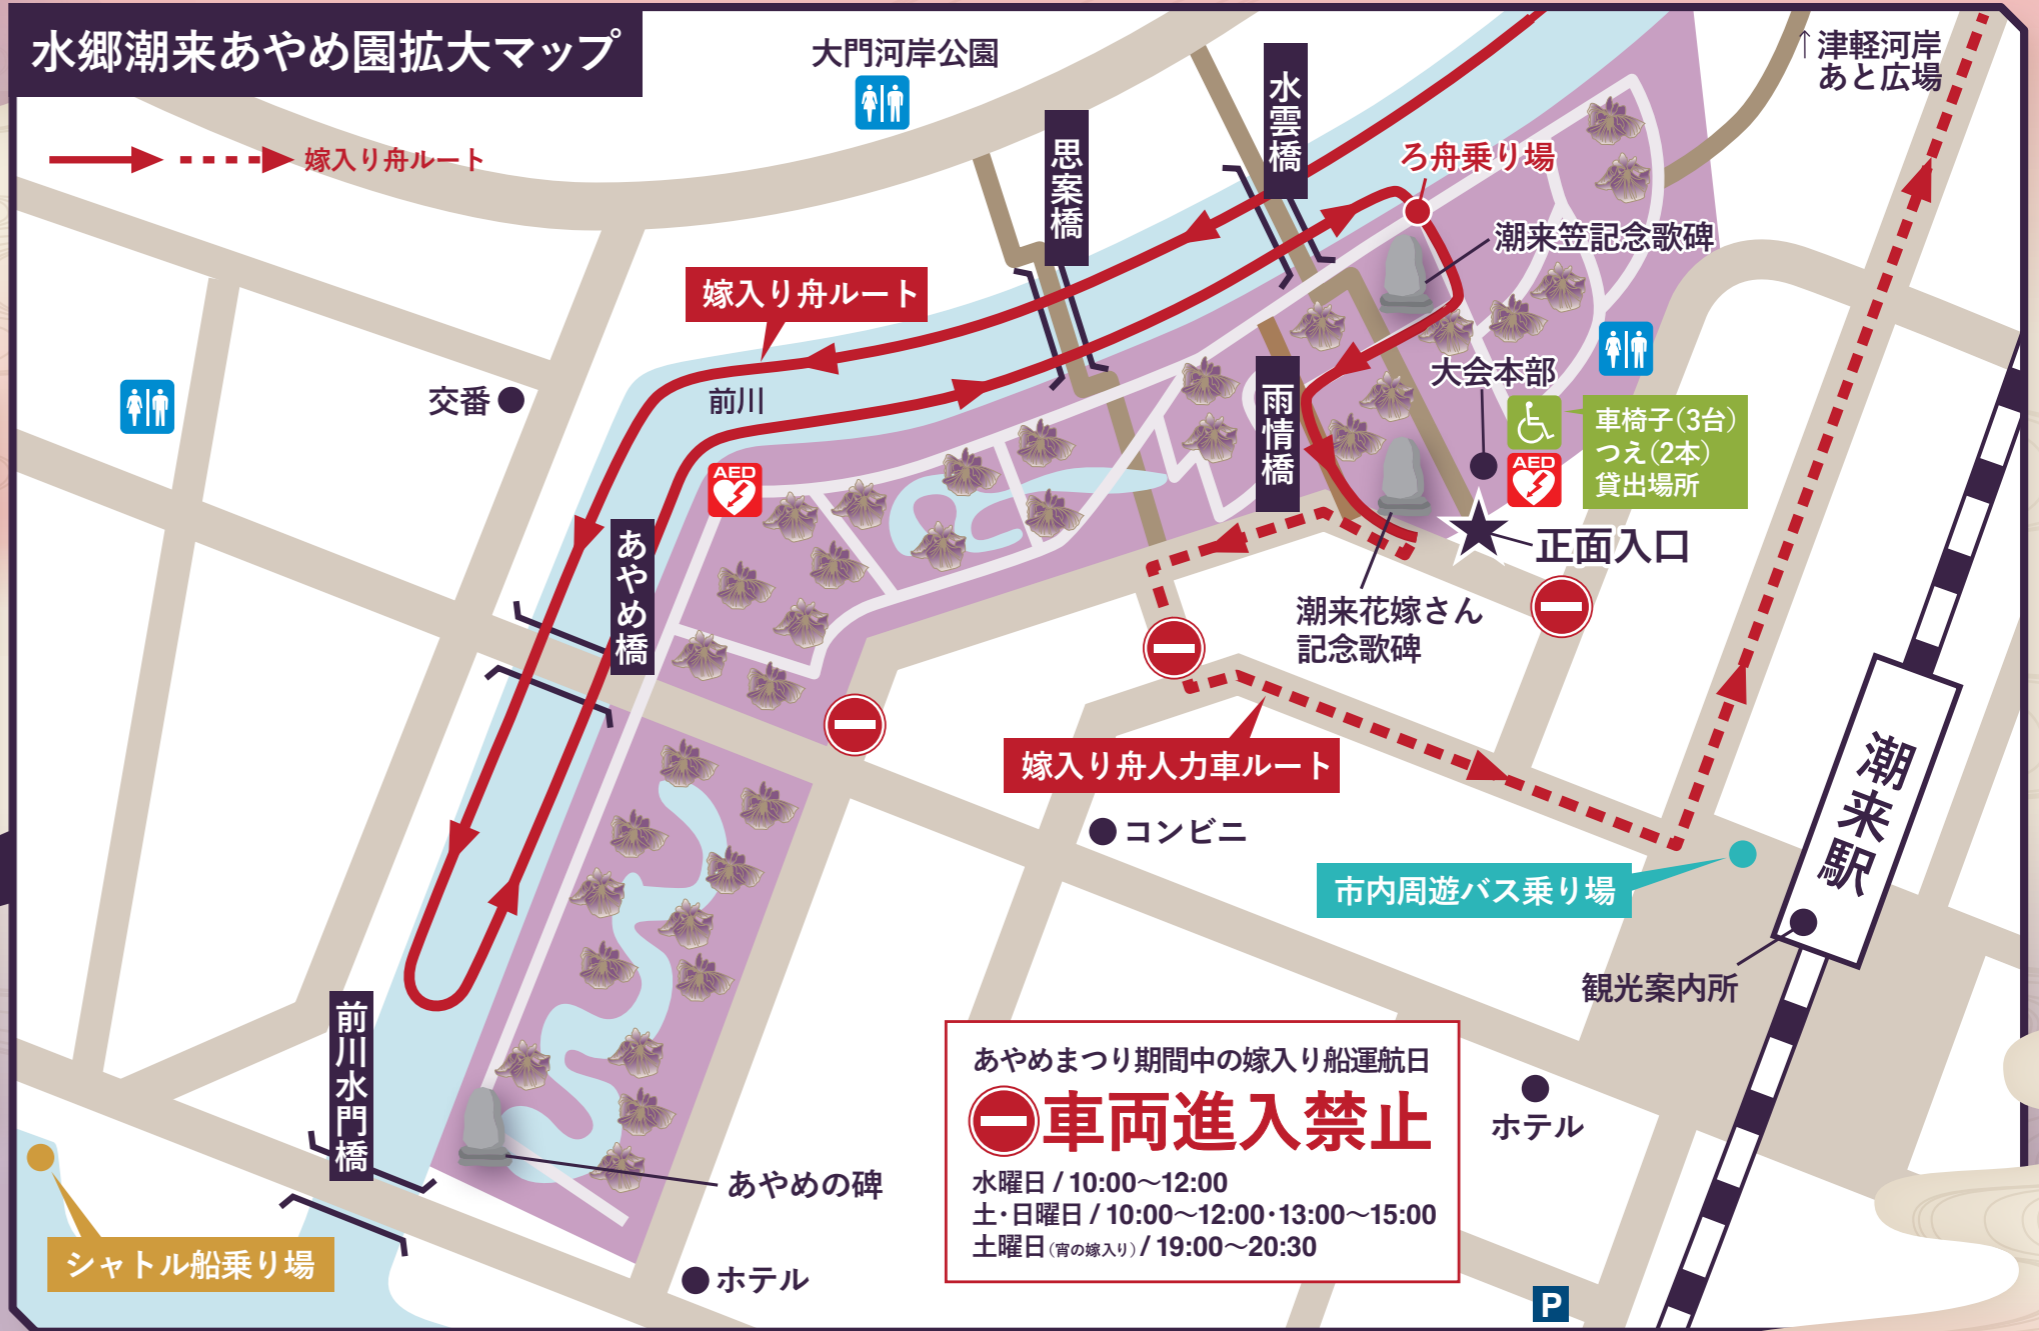 水郷潮来あやめ園拡大マップ
大門河岸公園
↑津軽河岸
あと広場
水雲橋
思案橋
嫁入り舟ルート
ろ舟乗り場
潮来笠記念歌碑
嫁入り舟ルート
前川
交番
大会本部
雨情橋
車椅子(3台)
つえ(2本)
貸出場所
AED
AED
正面入口
あやめ橋
潮来花嫁さん
記念歌碑
嫁入り舟人力車ルート
潮来駅
コンビニ
市内周遊バス乗り場
観光案内所
前川水門橋
あやめまつり期間中の嫁入り船運航日
車両進入禁止
水曜日 / 10:00〜12:00
土・日曜日 / 10:00〜12:00・13:00〜15:00
土曜日(宵の嫁入り) / 19:00〜20:30
ホテル
あやめの碑
シャトル船乗り場
ホテル
P